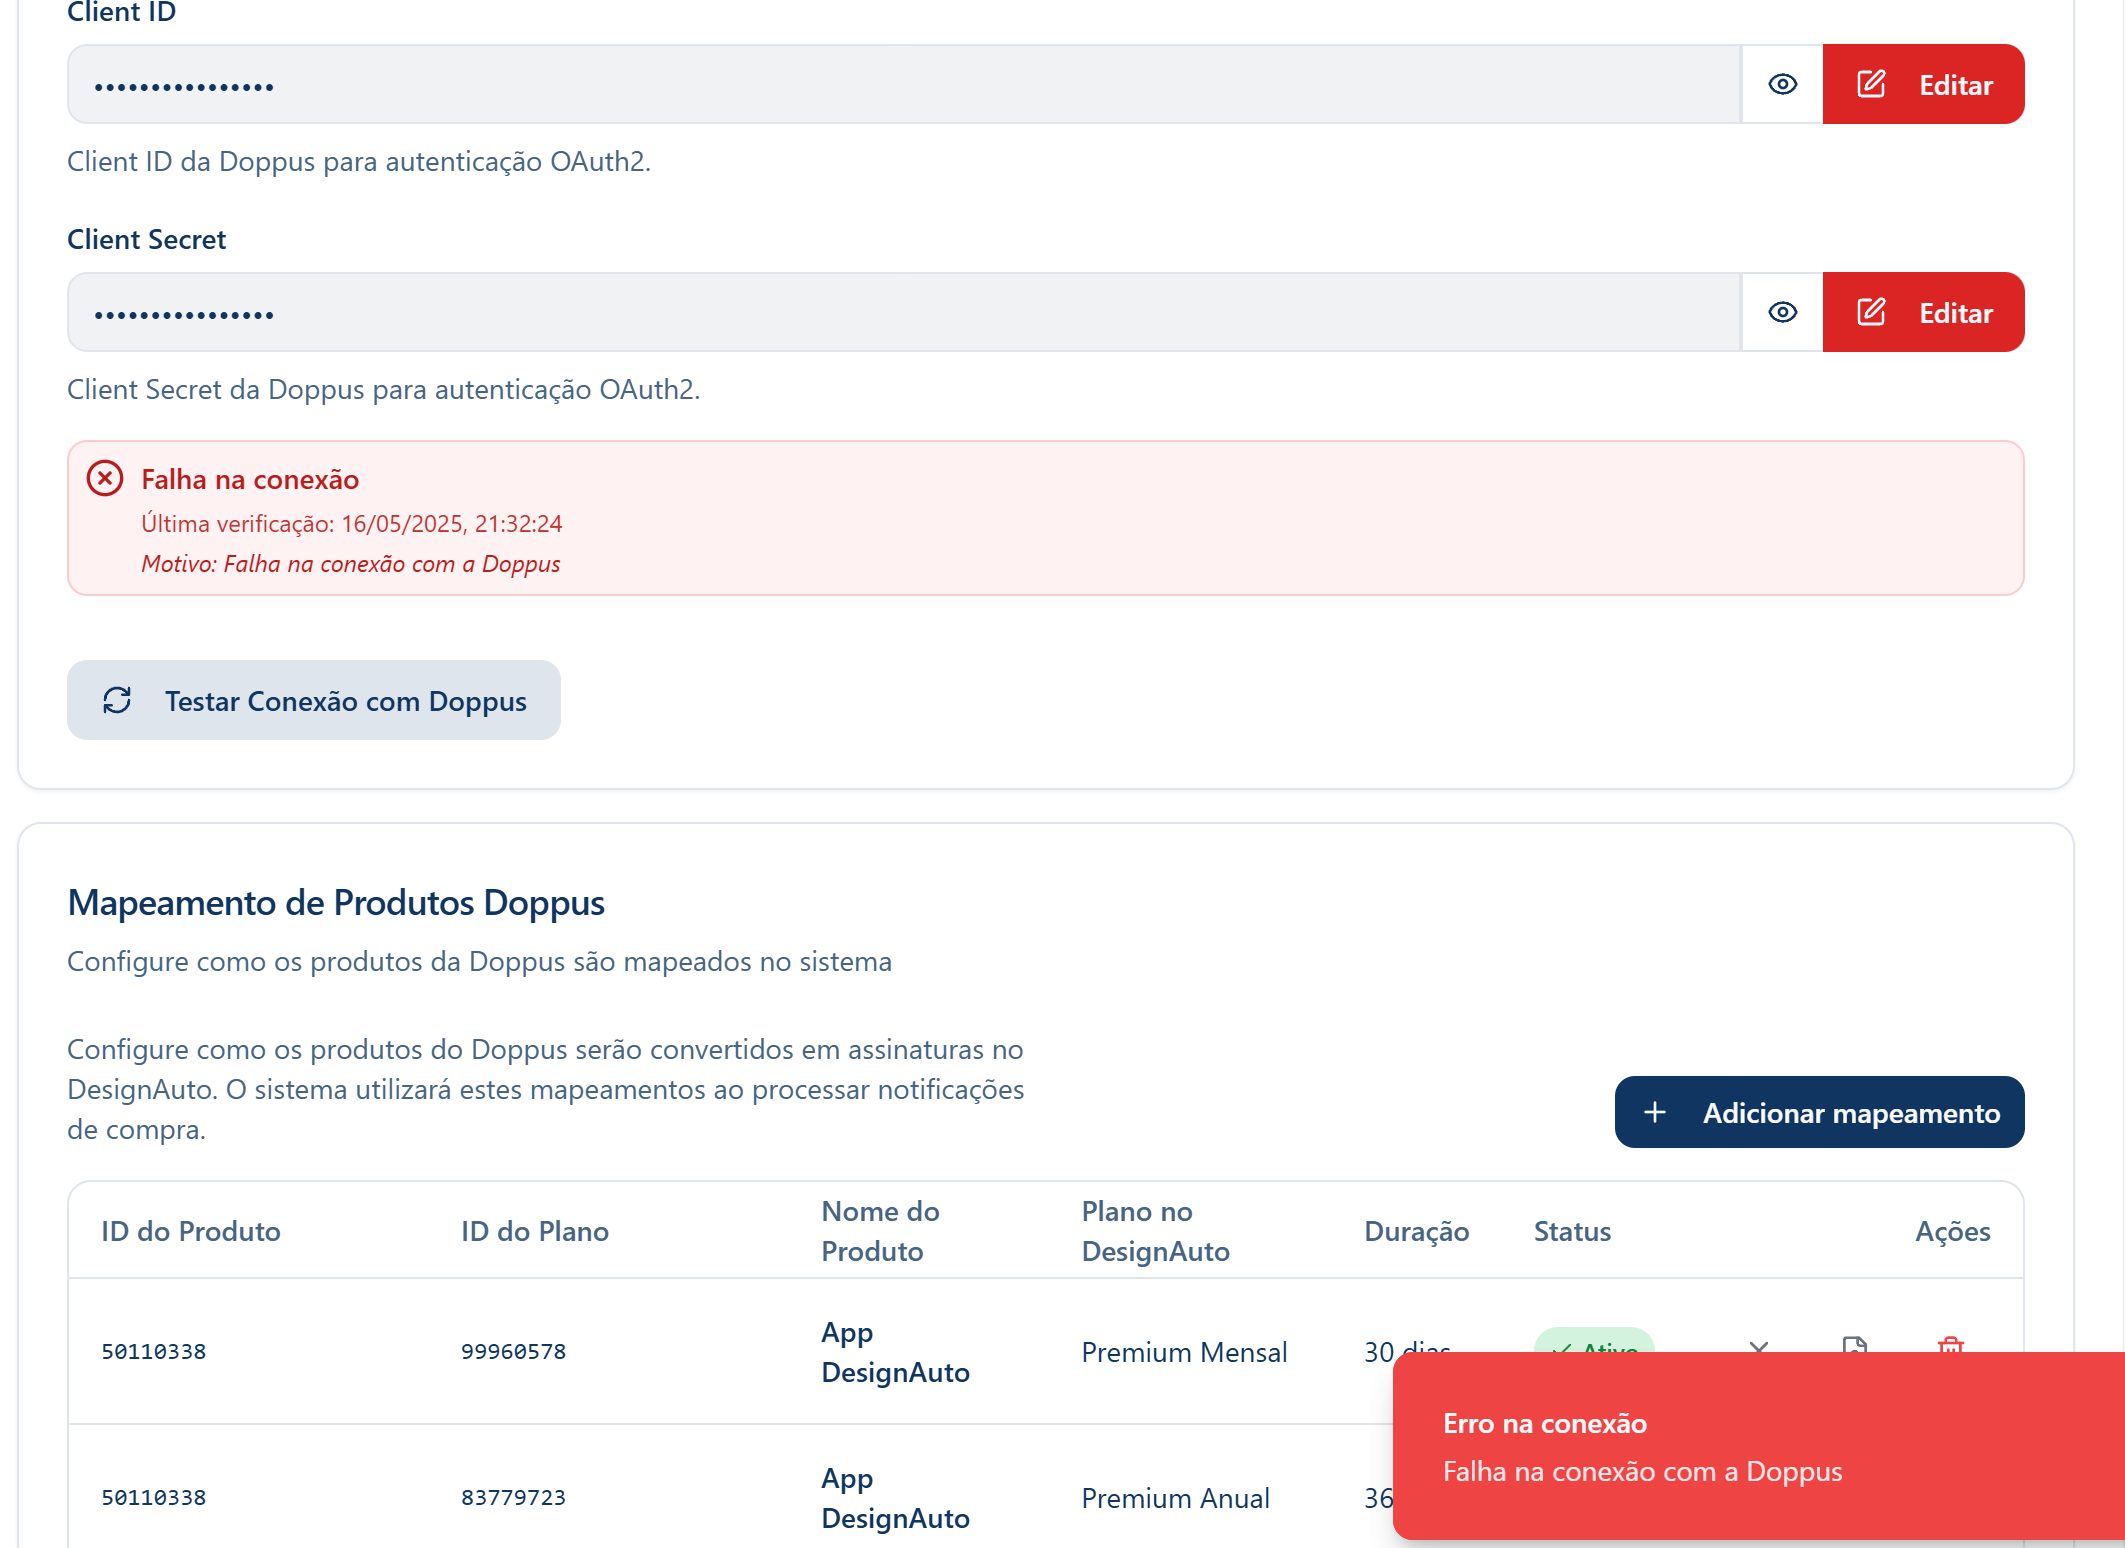 Client ID
••••••••••••••••
Editar
Client ID da Doppus para autenticação OAuth2.
Client Secret
••••••••••••••••
Editar
Client Secret da Doppus para autenticação OAuth2.
Falha na conexão
Última verificação: 16/05/2025, 21:32:24
Motivo: Falha na conexão com a Doppus
Testar Conexão com Doppus
Mapeamento de Produtos Doppus
Configure como os produtos da Doppus são mapeados no sistema
Configure como os produtos do Doppus serão convertidos em assinaturas no
DesignAuto. O sistema utilizará estes mapeamentos ao processar notificações
de compra.
Adicionar mapeamento
ID do Produto
ID do Plano
Nome do
Produto
Plano no
DesignAuto
Duração
Status
Ações
50110338
99960578
App
DesignAuto
Premium Mensal
30 dias
Ativo
50110338
83779723
App
DesignAuto
Premium Anual
36
Erro na conexão
Falha na conexão com a Doppus